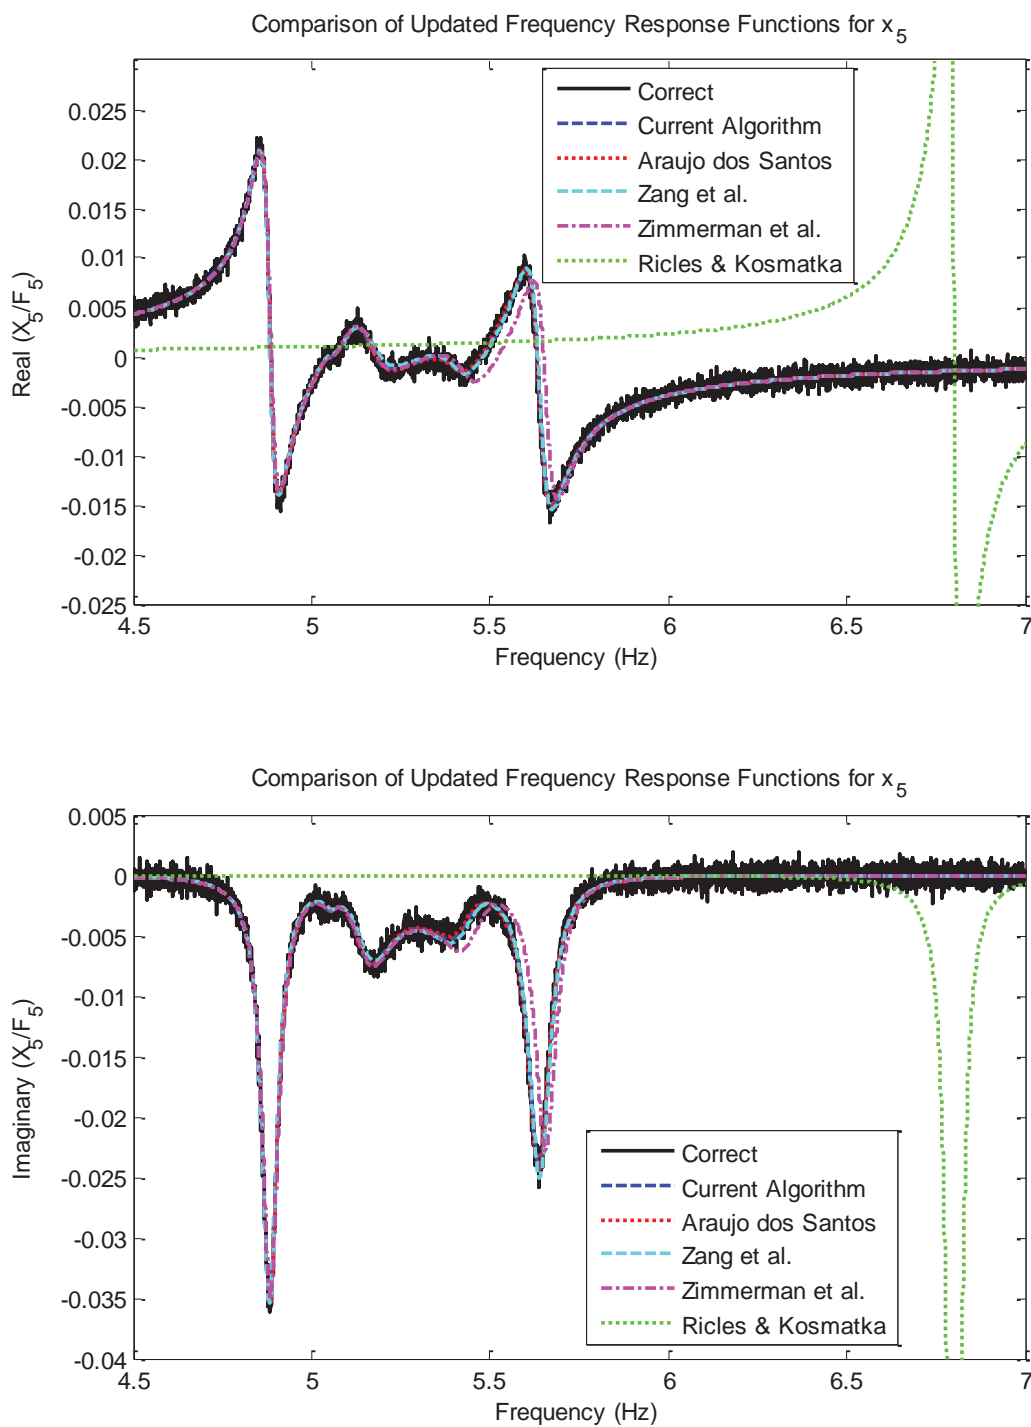 Comparison of Updated Frequency Response Functions for x5
0.025
0.02
0.015
0.01
0.005
0
-0.005
-0.01
-0.015
-0.02
-0.025
Real (X5/F5)
Correct
Current Algorithm
Araujo dos Santos
Zang et al.
Zimmerman et al.
Ricles & Kosmatka
4.5 5 5.5 6 6.5 7
Frequency (Hz)
Comparison of Updated Frequency Response Functions for x5
0.005
0
-0.005
-0.01
-0.015
-0.02
-0.025
-0.03
-0.035
-0.04
Imaginary (X5/F5)
Correct
Current Algorithm
Araujo dos Santos
Zang et al.
Zimmerman et al.
Ricles & Kosmatka
4.5 5 5.5 6 6.5 7
Frequency (Hz)